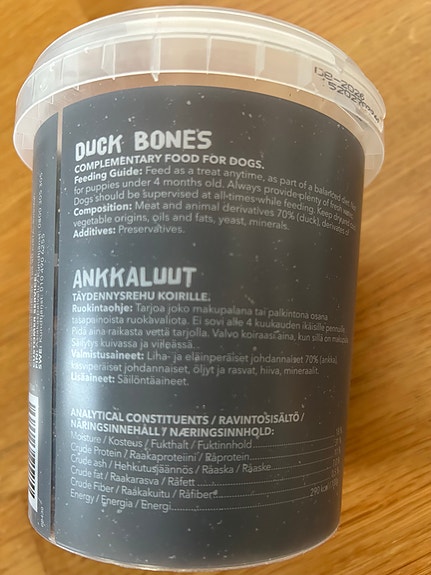 DUCK BONES
COMPLEMENTARY FOOD FOR DOGS.
Feeding Guide: Feed as a treat anytime, as part of a balanced diet. Not
for puppies under 4 months old. Always provide plenty of fresh water.
Dogs should be supervised at all times while feeding. Keep dry and cool.
Composition: Meat and animal derivatives 70% (duck), derivates of
vegetable origins, oils and fats, yeast, minerals.
Additives: Preservatives.
ANKKALUUT
TÄYDENNYSREHU KOIRILLE.
Ruokintaohje: Tarjoa joko makupalana tai palkintona osana
tasapainoista ruokavaliota. Ei sovi alle 4 kuukauden ikäisille pennuille.
Pidä aina raikasta vettä tarjolla. Valvo koiraasi aina, kun sillä on makupala.
Säilytys kuivassa ja viileässä.
Valmistusaineet: Liha- ja eläinperäiset johdannaiset 70% (ankka),
kasviperäiset johdannaiset, öljyt ja rasvat, hiiva, mineraalit.
Lisäaineet: Säilöntäaineet.
ANALYTICAL CONSTITUENTS / RAVINTOSISÄLTÖ /
NÄRINGSINNEHÅLL / NÆRINGSINNHOLD:
Moisture / Kosteus / Fukthalt / Fuktinnhold
Crude Protein / Raakaproteiini / Råprotein
Crude ash / Hehkutusjäännös / Råaska / Råaske
Crude fat / Raakarasva / Råfett
Crude Fiber / Raakakuitu / Råfiber
Energy / Energia / Energi